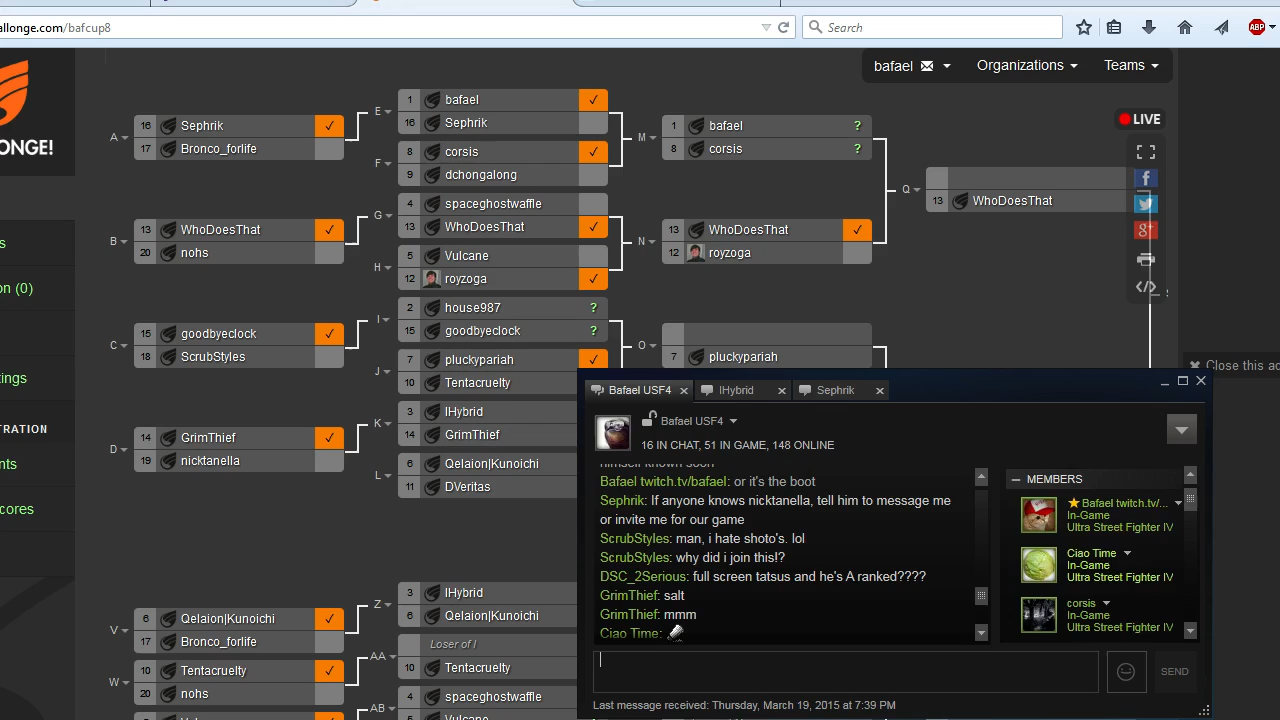 allonge.com/bafcup8
Search
ABP
bafael
Organizations
Teams
LONGE!
LIVE
A
16 Sephrik ✓
17 Bronco_forlife
E
1 bafael ✓
16 Sephrik
F
8 corsis ✓
9 dchongalong
M
1 bafael ?
8 corsis ?
Q
13 WhoDoesThat
B
13 WhoDoesThat ✓
20 nohs
G
4 spaceghostwaffle
13 WhoDoesThat ✓
H
5 Vulcane
12 royzoga ✓
N
13 WhoDoesThat ✓
12 royzoga
C
15 goodbyeclock ✓
18 ScrubStyles
I
2 house987 ?
15 goodbyeclock ?
J
7 pluckypariah ✓
10 Tentacruelty
O
7 pluckypariah
D
14 GrimThief ✓
19 nicktanella
K
3 IHybrid
14 GrimThief
L
6 Qelaion|Kunoichi
11 DVeritas
V
6 Qelaion|Kunoichi ✓
17 Bronco_forlife
W
10 Tentacruelty ✓
20 nohs
Z
3 IHybrid
6 Qelaion|Kunoichi
AA
Loser of I
10 Tentacruelty
AB
4 spaceghostwaffle
5 Vulcane
s
on (0)
tings
TRATION
nts
cores
f
g+
Close this ad
Bafael USF4
IHybrid
Sephrik
Bafael USF4
16 IN CHAT, 51 IN GAME, 148 ONLINE
himself known soon
Bafael twitch.tv/bafael: or it's the boot
Sephrik: If anyone knows nicktanella, tell him to message me
or invite me for our game
ScrubStyles: man, i hate shoto's. lol
ScrubStyles: why did i join this!?
DSC_2Serious: full screen tatsus and he's A ranked????
GrimThief: salt
GrimThief: mmm
Ciao Time:
MEMBERS
Bafael twitch.tv/...
In-Game
Ultra Street Fighter IV
Ciao Time
In-Game
Ultra Street Fighter IV
corsis
In-Game
Ultra Street Fighter IV
SEND
Last message received: Thursday, March 19, 2015 at 7:39 PM